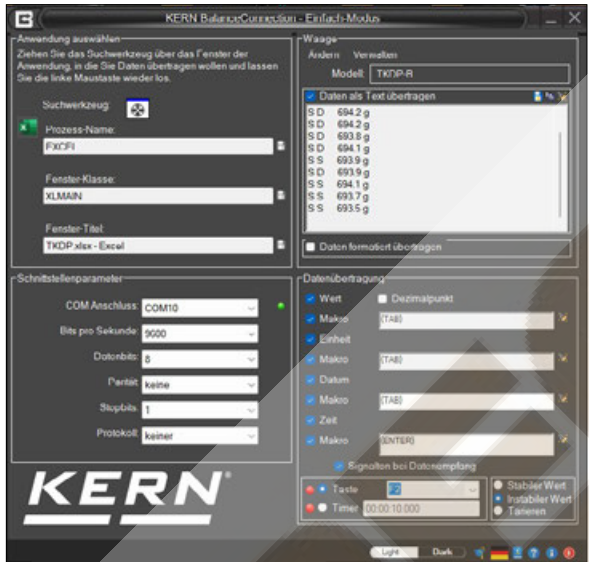 KERN BalanceConnection - Einfach-Modus
Anwendung auswählen
Ziehen Sie das Suchwerkzeug über das Fenster der
Anwendung, in die Sie Daten übertragen wollen und lassen
Sie die linke Maustaste wieder los.
Suchwerkzeug:
Prozess-Name:
EXCEL
Fenster-Klasse:
XLMAIN
Fenster-Titel:
TKDP.xlsx - Excel
Schnittstellenparameter
COM Anschluss: COM10
Bits pro Sekunde: 9600
Datenbits: 8
Parität: keine
Stopbits: 1
Protokoll: keiner
KERN
Waage
Ändern Verwalten
Modell: TKDP-B
Daten als Text übertragen
S D 694.2 g
S D 694.2 g
S D 693.8 g
S D 694.1 g
S S 693.9 g
S D 693.9 g
S S 694.1 g
S S 693.7 g
S S 693.5 g
Daten formatiert übertragen
Datenübertragung
Wert Dezimalpunkt
Makro {TAB}
Einheit
Makro {TAB}
Datum
Makro {TAB}
Zeit
Makro {ENTER}
Signalton bei Datenempfang
Taste F2
Timer 00:00:10.000
Stabiler Wert
Instabiler Wert
Tarieren
Light Dark